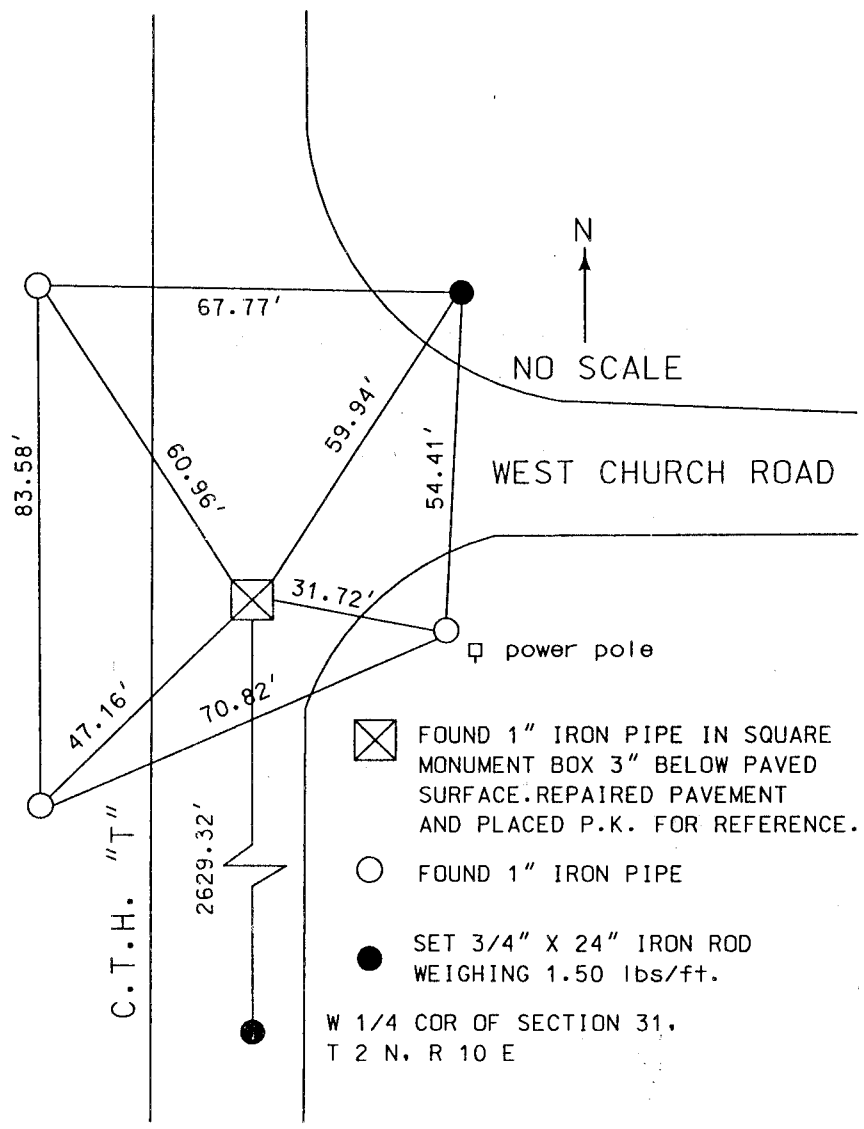 N
67.77'
NO SCALE
59.94'
60.96'
83.58'
54.41'
WEST CHURCH ROAD
31.72'
power pole
70.82'
47.16'
FOUND 1" IRON PIPE IN SQUARE
MONUMENT BOX 3" BELOW PAVED
SURFACE.REPAIRED PAVEMENT
AND PLACED P.K. FOR REFERENCE.
2629.32'
C.T.H. "T"
FOUND 1" IRON PIPE
SET 3/4" X 24" IRON ROD
WEIGHING 1.50 lbs/ft.
W 1/4 COR OF SECTION 31,
T 2 N, R 10 E